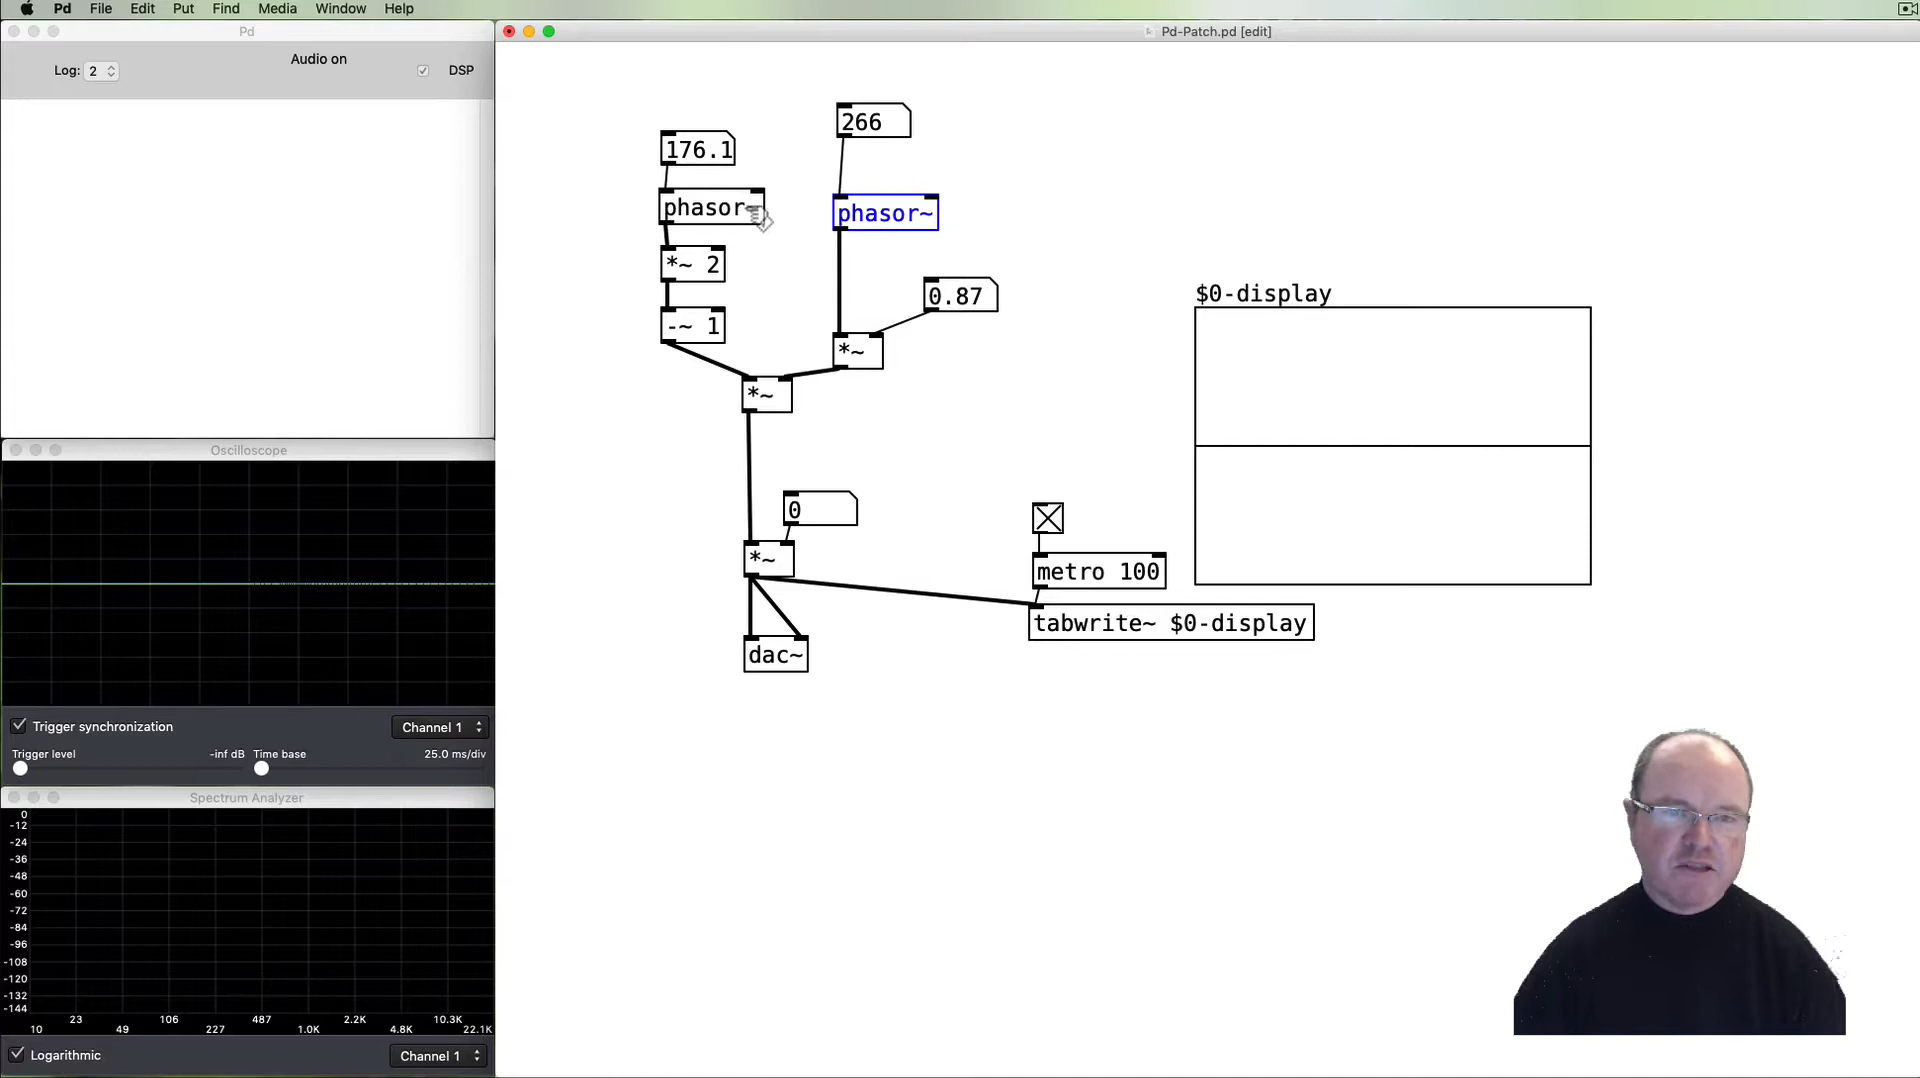 Pd File Edit Put Find Media Window Help
Pd
Audio on
Log: 2
DSP
Pd-Patch.pd [edit]
266
176.1
phasor~
phasor~
*~ 2
0.87
$0-display
-~ 1
*~
*~
0
*~
metro 100
tabwrite~ $0-display
dac~
Oscilloscope
Trigger synchronization
Channel 1
Trigger level
-inf dB
Time base
25.0 ms/div
Spectrum Analyzer
0
-12
-24
-36
-48
-60
-72
-84
-96
-108
-120
-132
-144
23 106 487 2.2K 10.3K
10 49 227 1.0K 4.8K 22.1K
Logarithmic
Channel 1